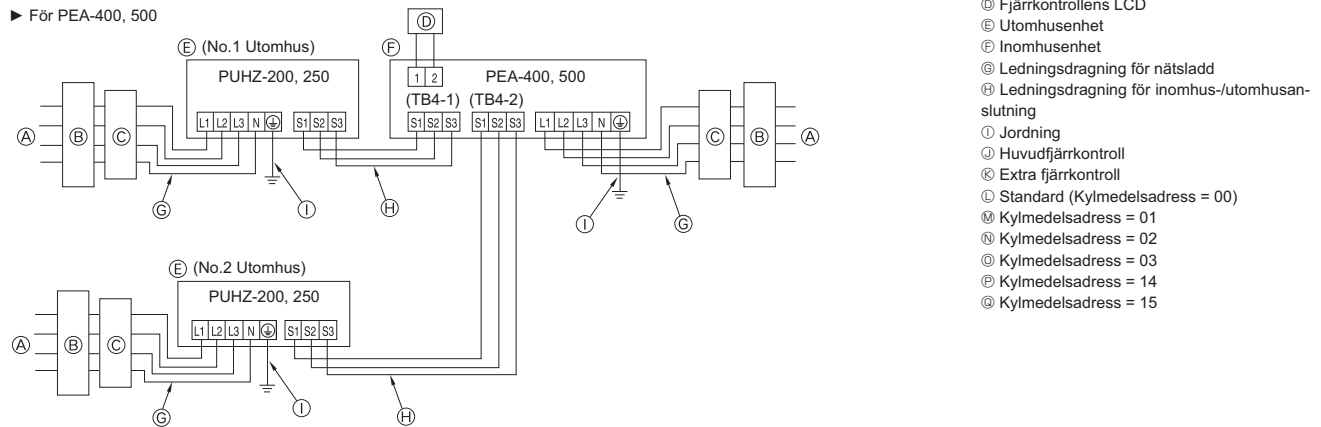 ► För PEA-400, 500
Ⓓ
Ⓔ (No.1 Utomhus)
Ⓕ
PUHZ-200, 250
1 2
PEA-400, 500
(TB4-1) (TB4-2)
L1 L2 L3 N S1 S2 S3
S1 S2 S3 S1 S2 S3 L1 L2 L3 N
Ⓐ Ⓑ Ⓒ Ⓒ Ⓑ Ⓐ
Ⓖ Ⓘ Ⓗ Ⓘ Ⓖ
Ⓔ (No.2 Utomhus)
PUHZ-200, 250
L1 L2 L3 N S1 S2 S3
Ⓐ Ⓑ Ⓒ
Ⓖ Ⓘ Ⓗ
Ⓓ Fjärrkontrollens LCD
Ⓔ Utomhusenhet
Ⓕ Inomhusenhet
Ⓖ Ledningsdragning för nätsladd
Ⓗ Ledningsdragning för inomhus-/utomhusan-
slutning
Ⓘ Jordning
Ⓙ Huvudfjärrkontroll
Ⓚ Extra fjärrkontroll
Ⓛ Standard (Kylmedelsadress = 00)
Ⓜ Kylmedelsadress = 01
Ⓝ Kylmedelsadress = 02
Ⓞ Kylmedelsadress = 03
Ⓟ Kylmedelsadress = 14
Ⓠ Kylmedelsadress = 15